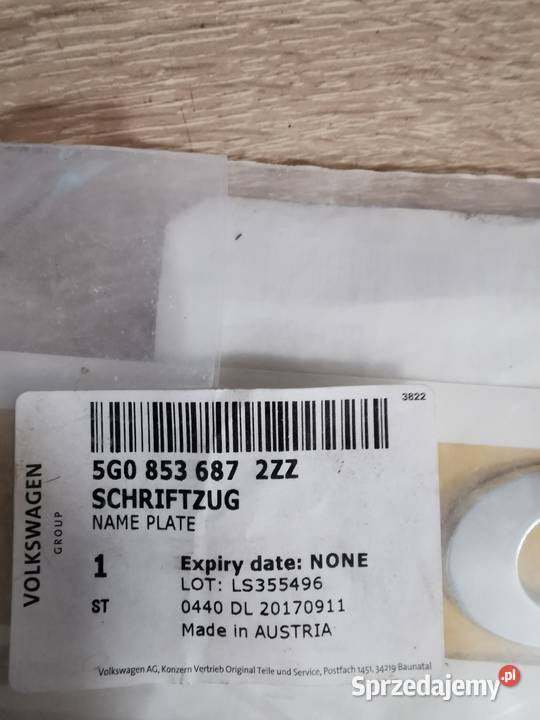 3822
5G0 853 687 2ZZ
SCHRIFTZUG
NAME PLATE
VOLKSWAGEN
GROUP
1 Expiry date: NONE
LOT: LS355496
ST 0440 DL 20170911
Made in AUSTRIA
Volkswagen AG, Konzern Vertrieb Original Teile und Service, Postfach 1451, 34219 Baunatal
Sprzedajemy.pl